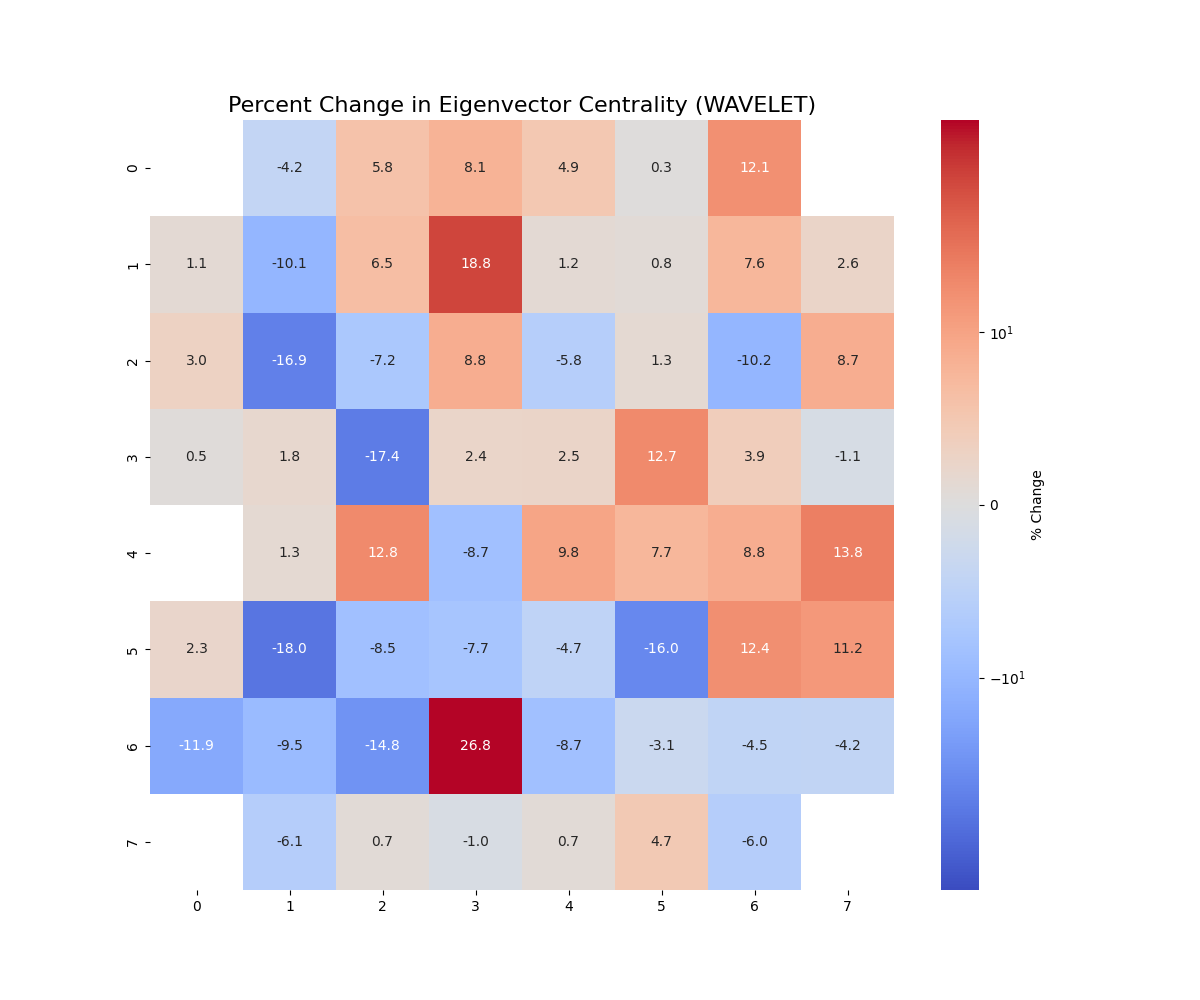 Percent Change in Eigenvector Centrality (WAVELET)
0 -4.2 5.8 8.1 4.9 0.3 12.1
1 1.1 -10.1 6.5 18.8 1.2 0.8 7.6 2.6
10¹
2 3.0 -16.9 -7.2 8.8 -5.8 1.3 -10.2 8.7
3 0.5 1.8 -17.4 2.4 2.5 12.7 3.9 -1.1
0
% Change
4 1.3 12.8 -8.7 9.8 7.7 8.8 13.8
5 2.3 -18.0 -8.5 -7.7 -4.7 -16.0 12.4 11.2
−10¹
6 -11.9 -9.5 -14.8 26.8 -8.7 -3.1 -4.5 -4.2
7 -6.1 0.7 -1.0 0.7 4.7 -6.0
0 1 2 3 4 5 6 7